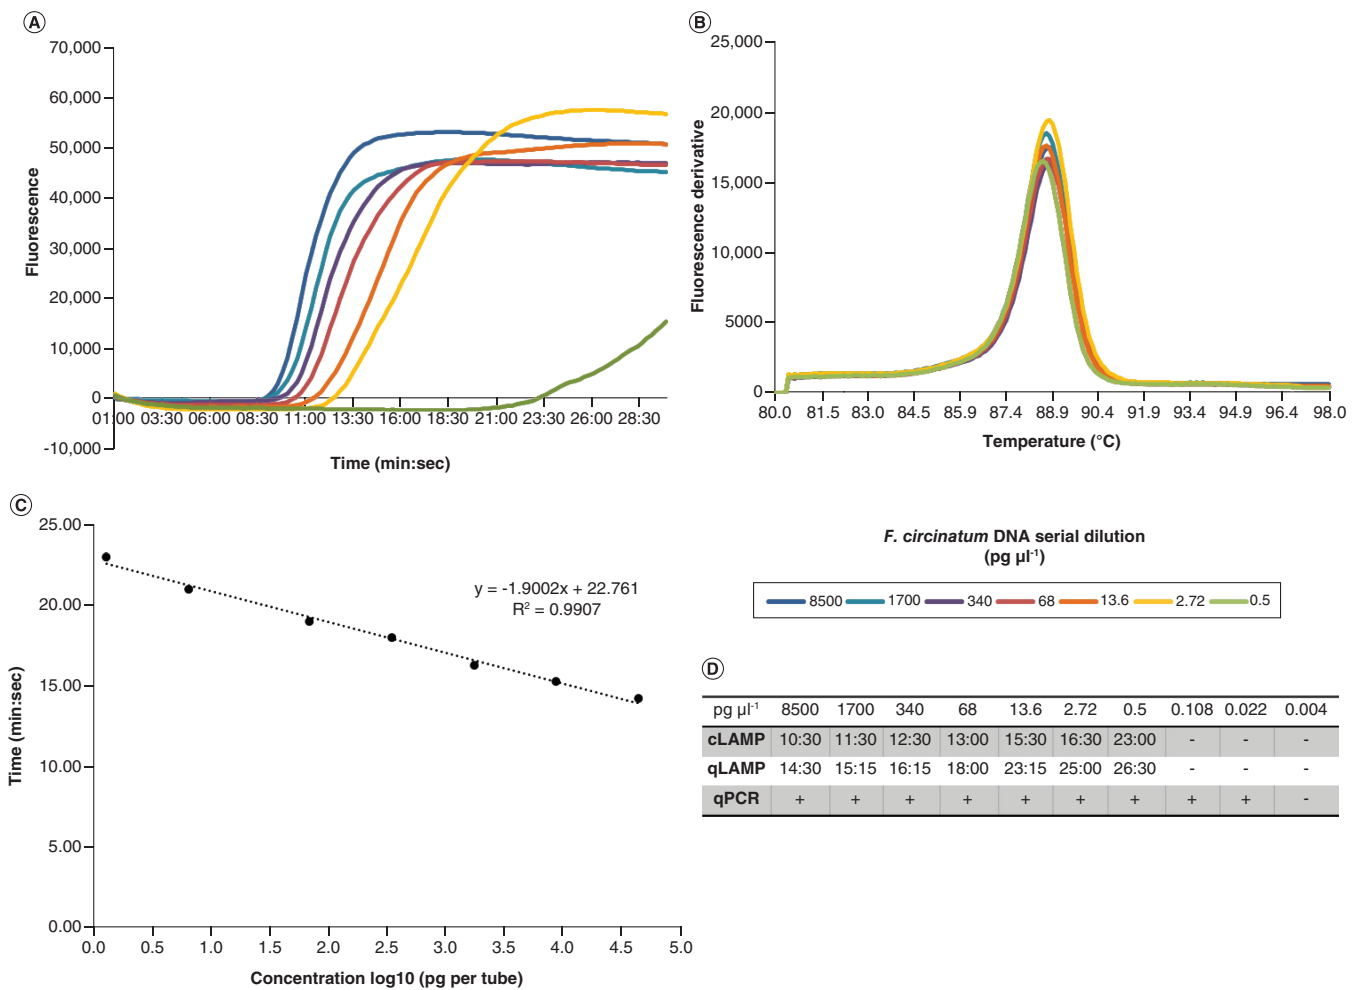 A
70,000
60,000
50,000
40,000
30,000
20,000
10,000
0
-10,000
Fluorescence
01:00 03:30 06:00 08:30 11:00 13:30 16:00 18:30 21:00 23:30 26:00 28:30
Time (min:sec)
B
25,000
20,000
15,000
10,000
5000
0
Fluorescence derivative
80.0 81.5 83.0 84.5 85.9 87.4 88.9 90.4 91.9 93.4 94.9 96.4 98.0
Temperature (°C)
C
25.00
20.00
15.00
10.00
5.00
0.00
Time (min:sec)
y = -1.9002x + 22.761
R² = 0.9907
0.0 0.5 1.0 1.5 2.0 2.5 3.0 3.5 4.0 4.5 5.0
Concentration log10 (pg per tube)
F. circinatum DNA serial dilution
(pg µl⁻¹)
8500 1700 340 68 13.6 2.72 0.5
D
pg µl⁻¹ 8500 1700 340 68 13.6 2.72 0.5 0.108 0.022 0.004
cLAMP 10:30 11:30 12:30 13:00 15:30 16:30 23:00 - - -
qLAMP 14:30 15:15 16:15 18:00 23:15 25:00 26:30 - - -
qPCR + + + + + + + + + -